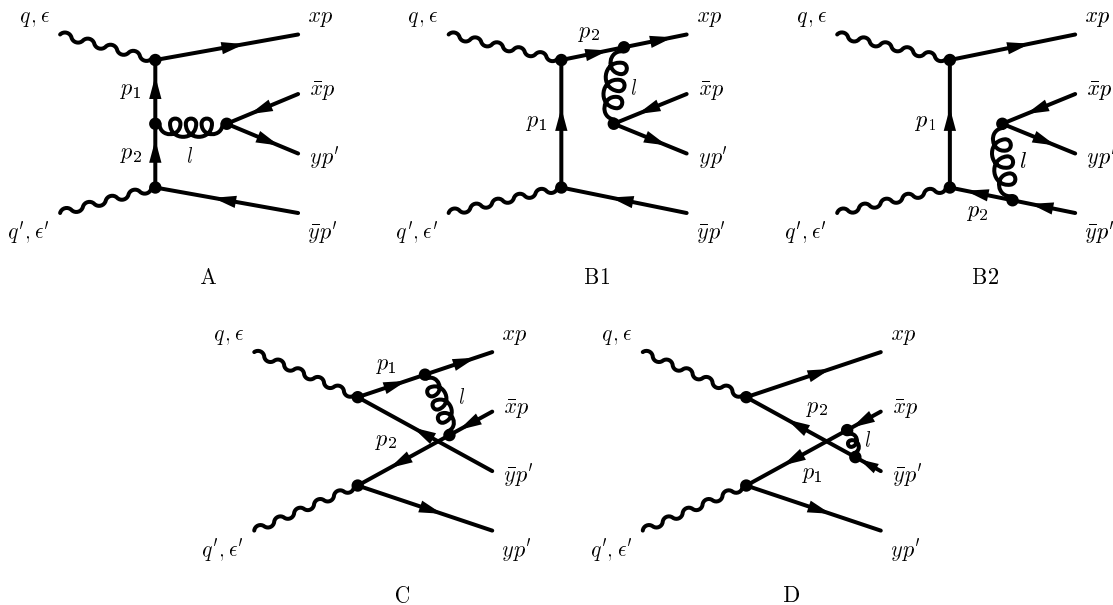 q, ϵ
xp
p₁
x̄p
l
yp′
p₂
q′, ϵ′
ȳp′
A
q, ϵ
p₂
xp
l
x̄p
p₁
yp′
q′, ϵ′
ȳp′
B1
q, ϵ
xp
x̄p
p₁
yp′
l
p₂
q′, ϵ′
ȳp′
B2
q, ϵ
xp
p₁
l
x̄p
p₂
ȳp′
q′, ϵ′
yp′
C
q, ϵ
xp
p₂
x̄p
l
p₁
ȳp′
q′, ϵ′
yp′
D